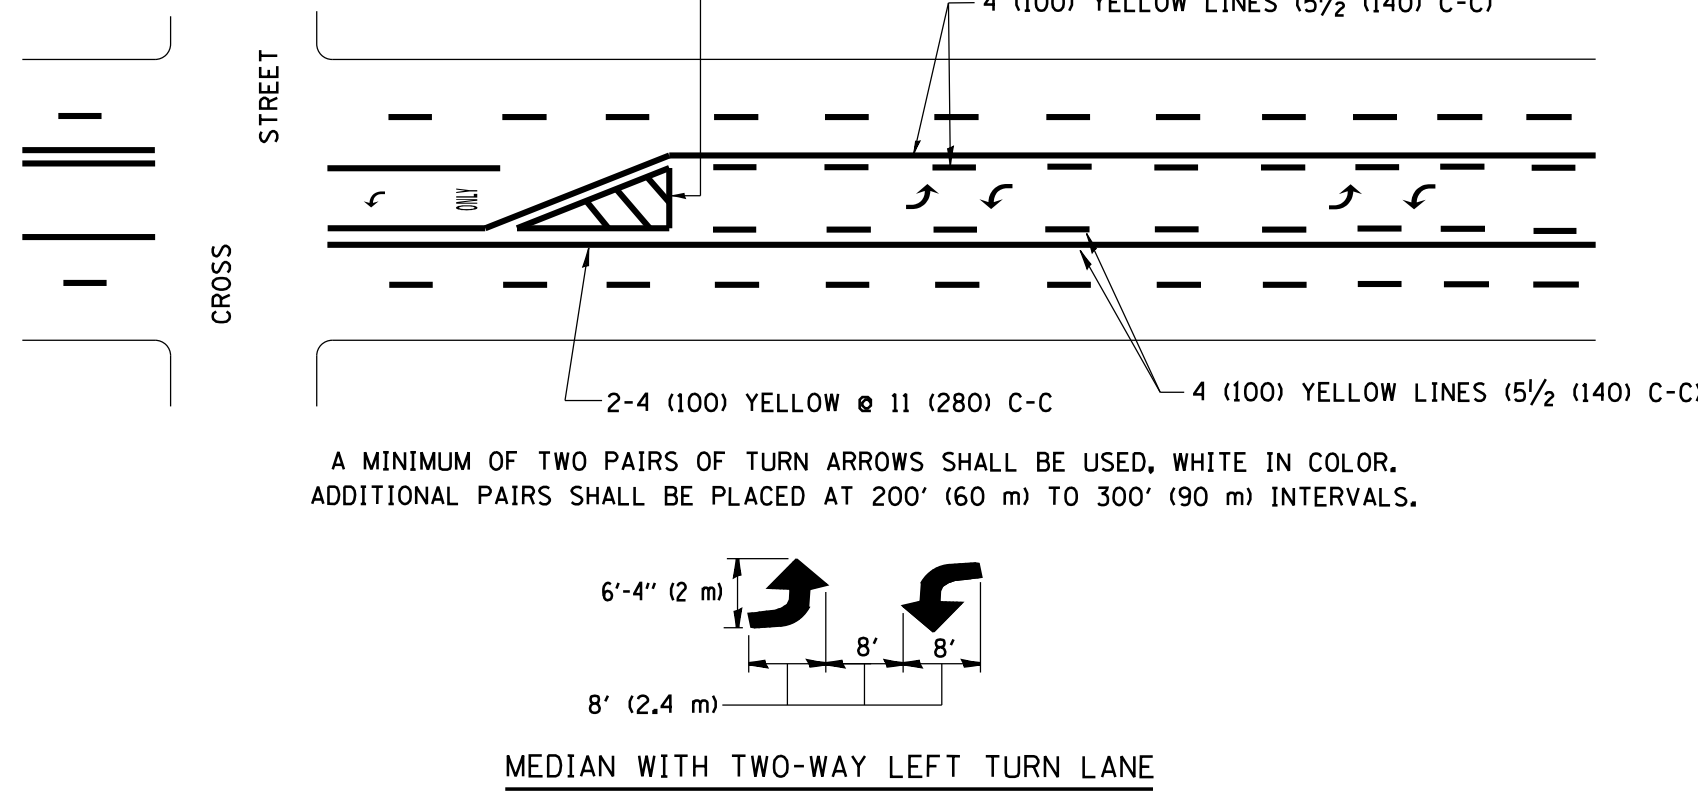 4 (100) YELLOW LINES (5½ (140) C-C)
STREET
ONLY
CROSS
2-4 (100) YELLOW @ 11 (280) C-C
4 (100) YELLOW LINES (5½ (140) C-C)
A MINIMUM OF TWO PAIRS OF TURN ARROWS SHALL BE USED, WHITE IN COLOR.
ADDITIONAL PAIRS SHALL BE PLACED AT 200' (60 m) TO 300' (90 m) INTERVALS.
6'-4" (2 m)
8' 8'
8' (2.4 m)
MEDIAN WITH TWO-WAY LEFT TURN LANE